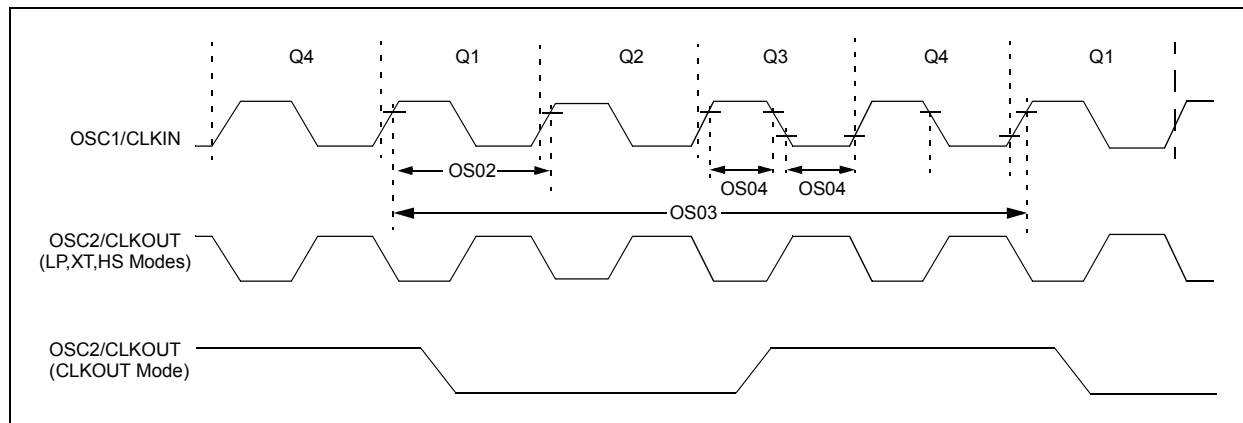 Q4 Q1 Q2 Q3 Q4 Q1
OSC1/CLKIN
OS02
OS04 OS04
OS03
OSC2/CLKOUT
(LP,XT,HS Modes)
OSC2/CLKOUT
(CLKOUT Mode)